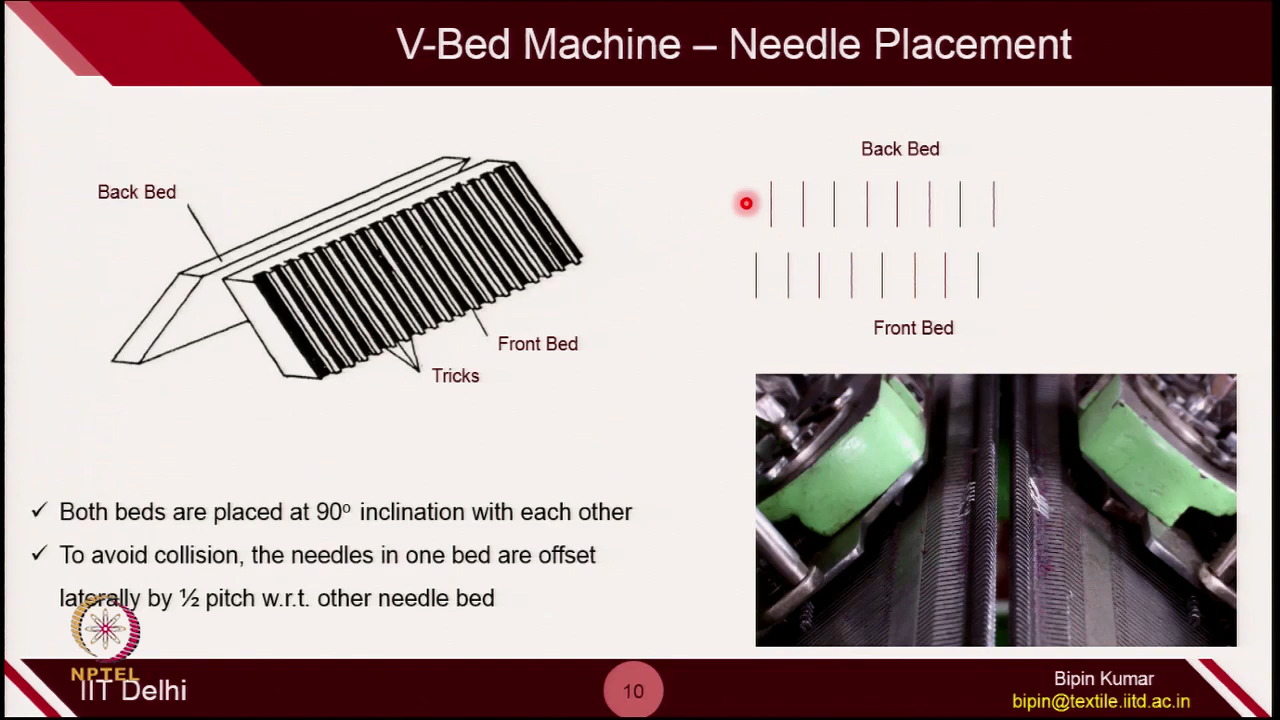 V-Bed Machine – Needle Placement
Back Bed
Front Bed
Tricks
Back Bed
Front Bed
✓ Both beds are placed at 90º inclination with each other
✓ To avoid collision, the needles in one bed are offset
laterally by ½ pitch w.r.t. other needle bed
NPTEL
IIT Delhi
10
Bipin Kumar
bipin@textile.iitd.ac.in